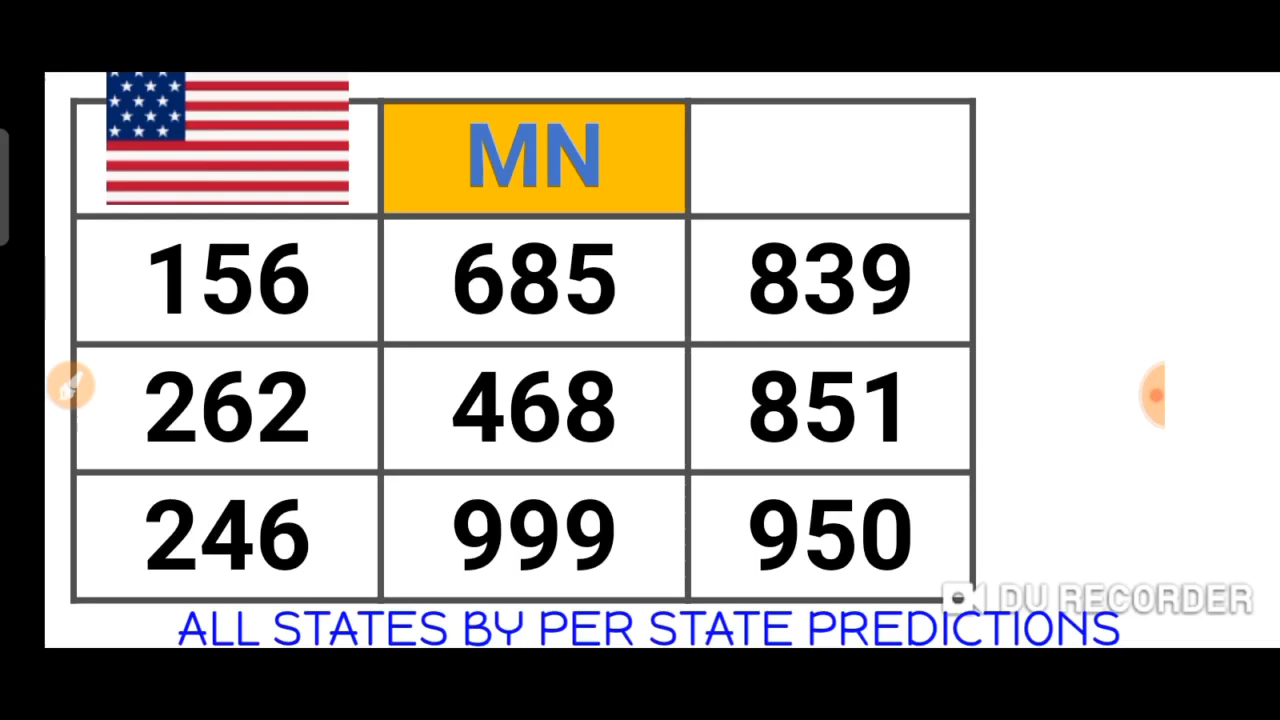 MN
156 685 839
262 468 851
246 999 950
DU RECORDER
ALL STATES BY PER STATE PREDICTIONS